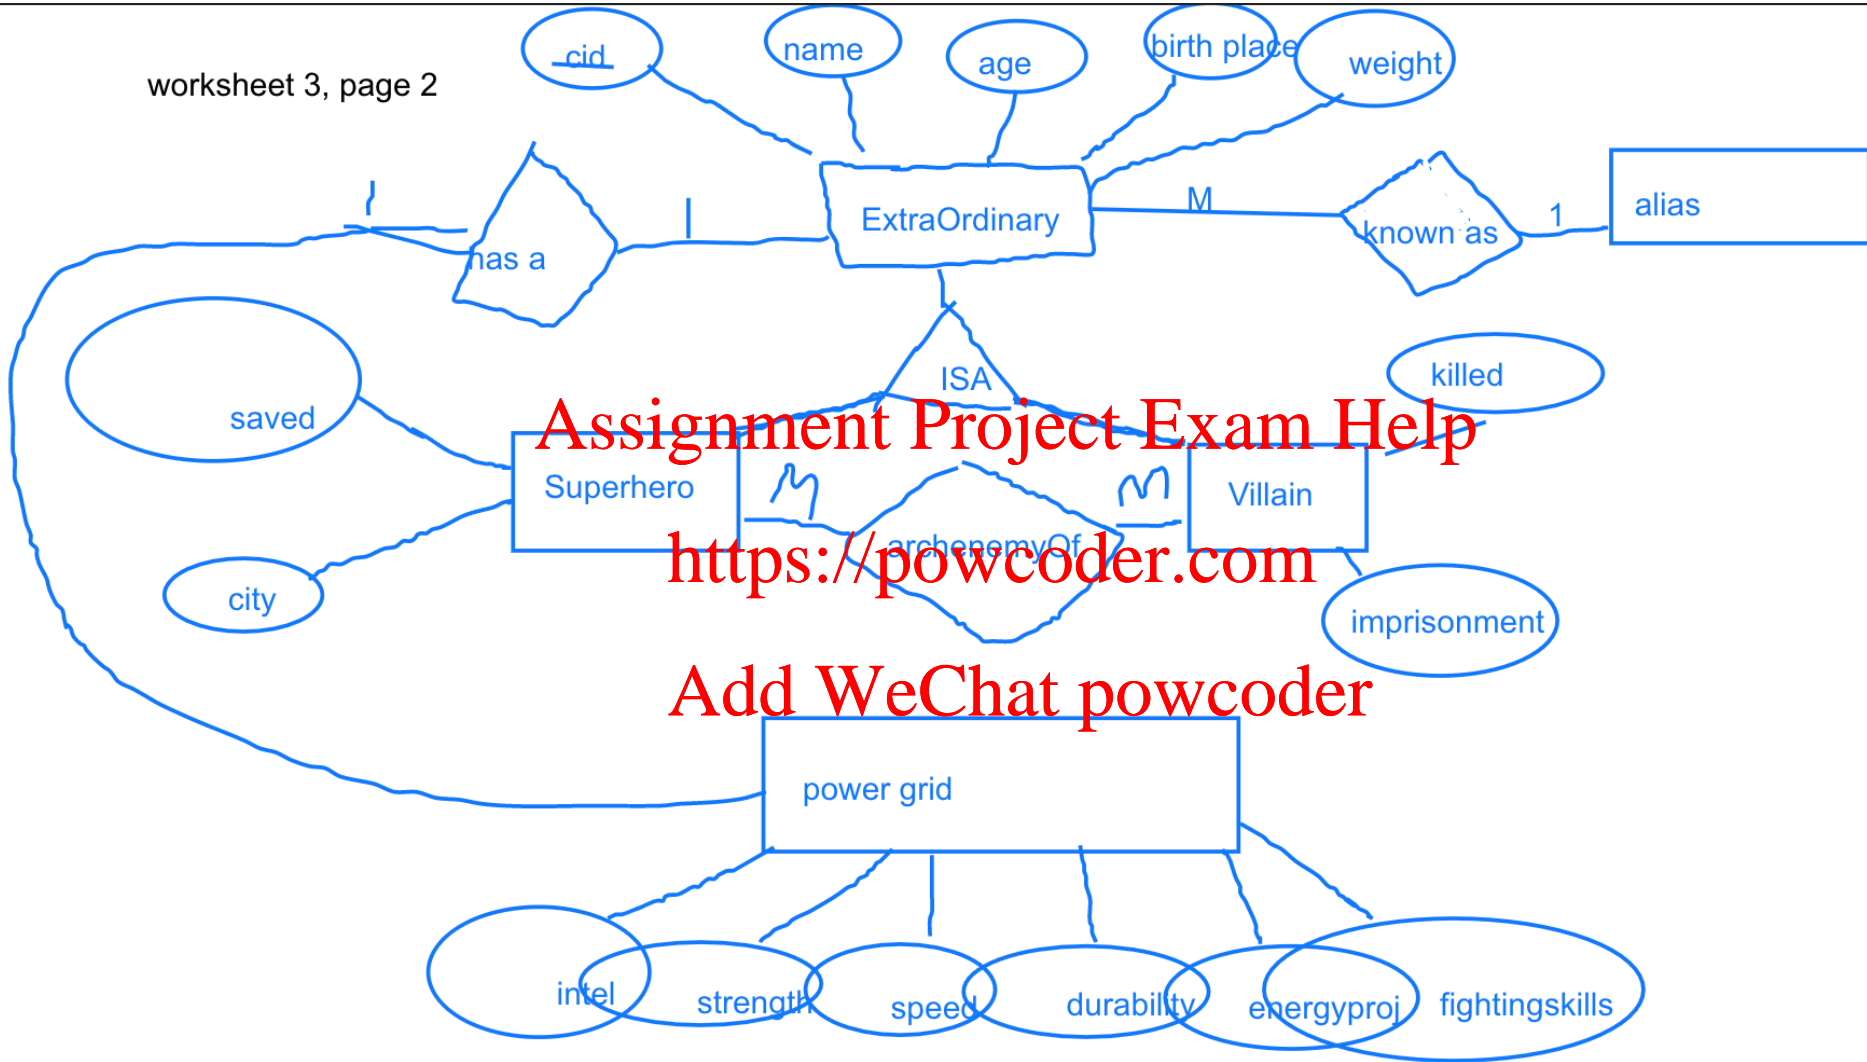 cid
name
age
birth place
weight
worksheet 3, page 2
has a
1
1
ExtraOrdinary
M
known as
1
alias
ISA
killed
saved
Assignment Project Exam Help
Superhero
M
M
Villain
archenemyOf
https://powcoder.com
city
imprisonment
Add WeChat powcoder
power grid
intel
strength
speed
durability
energyproj
fightingskills